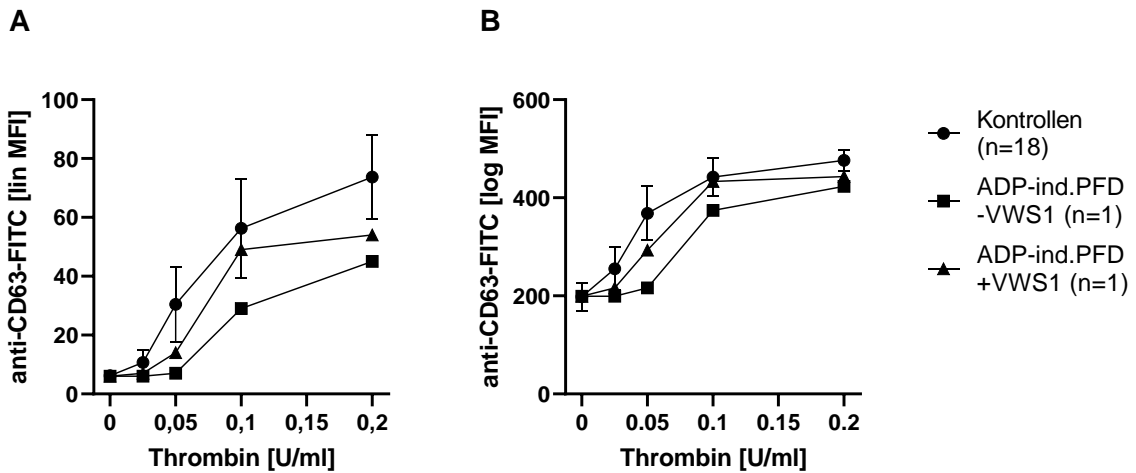 A
B
100
80
60
40
20
0
anti-CD63-FITC [lin MFI]
0
0,05
0,1
0,15
0,2
Thrombin [U/ml]
600
400
200
0
anti-CD63-FITC [log MFI]
0
0.05
0.1
0.15
0.2
Thrombin [U/ml]
Kontrollen
(n=18)
ADP-ind.PFD
-VWS1 (n=1)
ADP-ind.PFD
+VWS1 (n=1)